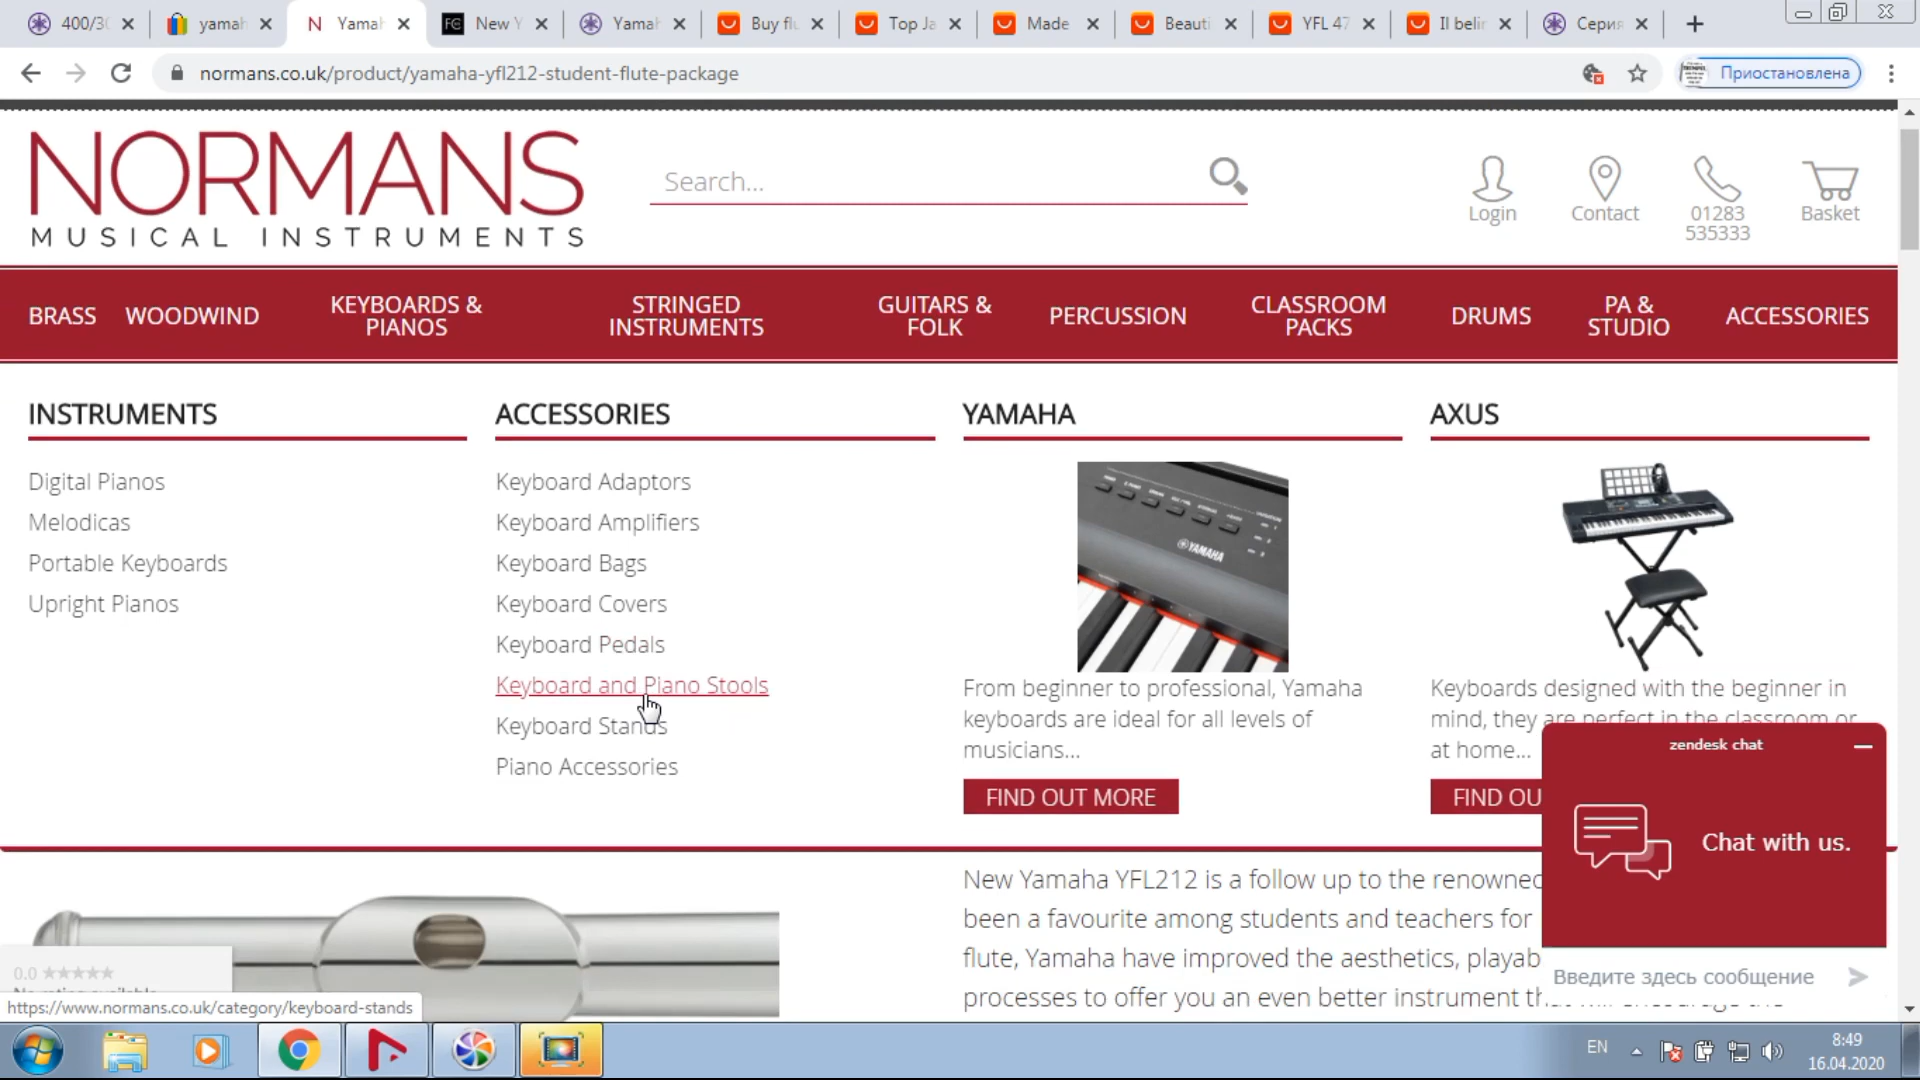 400/3
yamah
Yamah
New Y
Yamah
Buy flu
Top Ja
Made
Beauti
YFL 47
Il belir
Серия
normans.co.uk/product/yamaha-yfl212-student-flute-package
Приостановлена
NORMANS
MUSICAL INSTRUMENTS
Search...
Login
Contact
01283
535333
Basket
BRASS
WOODWIND
KEYBOARDS &
PIANOS
STRINGED
INSTRUMENTS
GUITARS &
FOLK
PERCUSSION
CLASSROOM
PACKS
DRUMS
PA &
STUDIO
ACCESSORIES
INSTRUMENTS
Digital Pianos
Melodicas
Portable Keyboards
Upright Pianos
ACCESSORIES
Keyboard Adaptors
Keyboard Amplifiers
Keyboard Bags
Keyboard Covers
Keyboard Pedals
Keyboard and Piano Stools
Keyboard Stands
Piano Accessories
YAMAHA
YAMAHA
From beginner to professional, Yamaha
keyboards are ideal for all levels of
musicians...
FIND OUT MORE
AXUS
Keyboards designed with the beginner in
mind, they are perfect in the classroom or
at home...
FIND OU
zendesk chat
Chat with us.
Введите здесь сообщение
New Yamaha YFL212 is a follow up to the renowned
been a favourite among students and teachers for
flute, Yamaha have improved the aesthetics, playab
processes to offer you an even better instrument
0.0
https://www.normans.co.uk/category/keyboard-stands
EN
8:49
16.04.2020